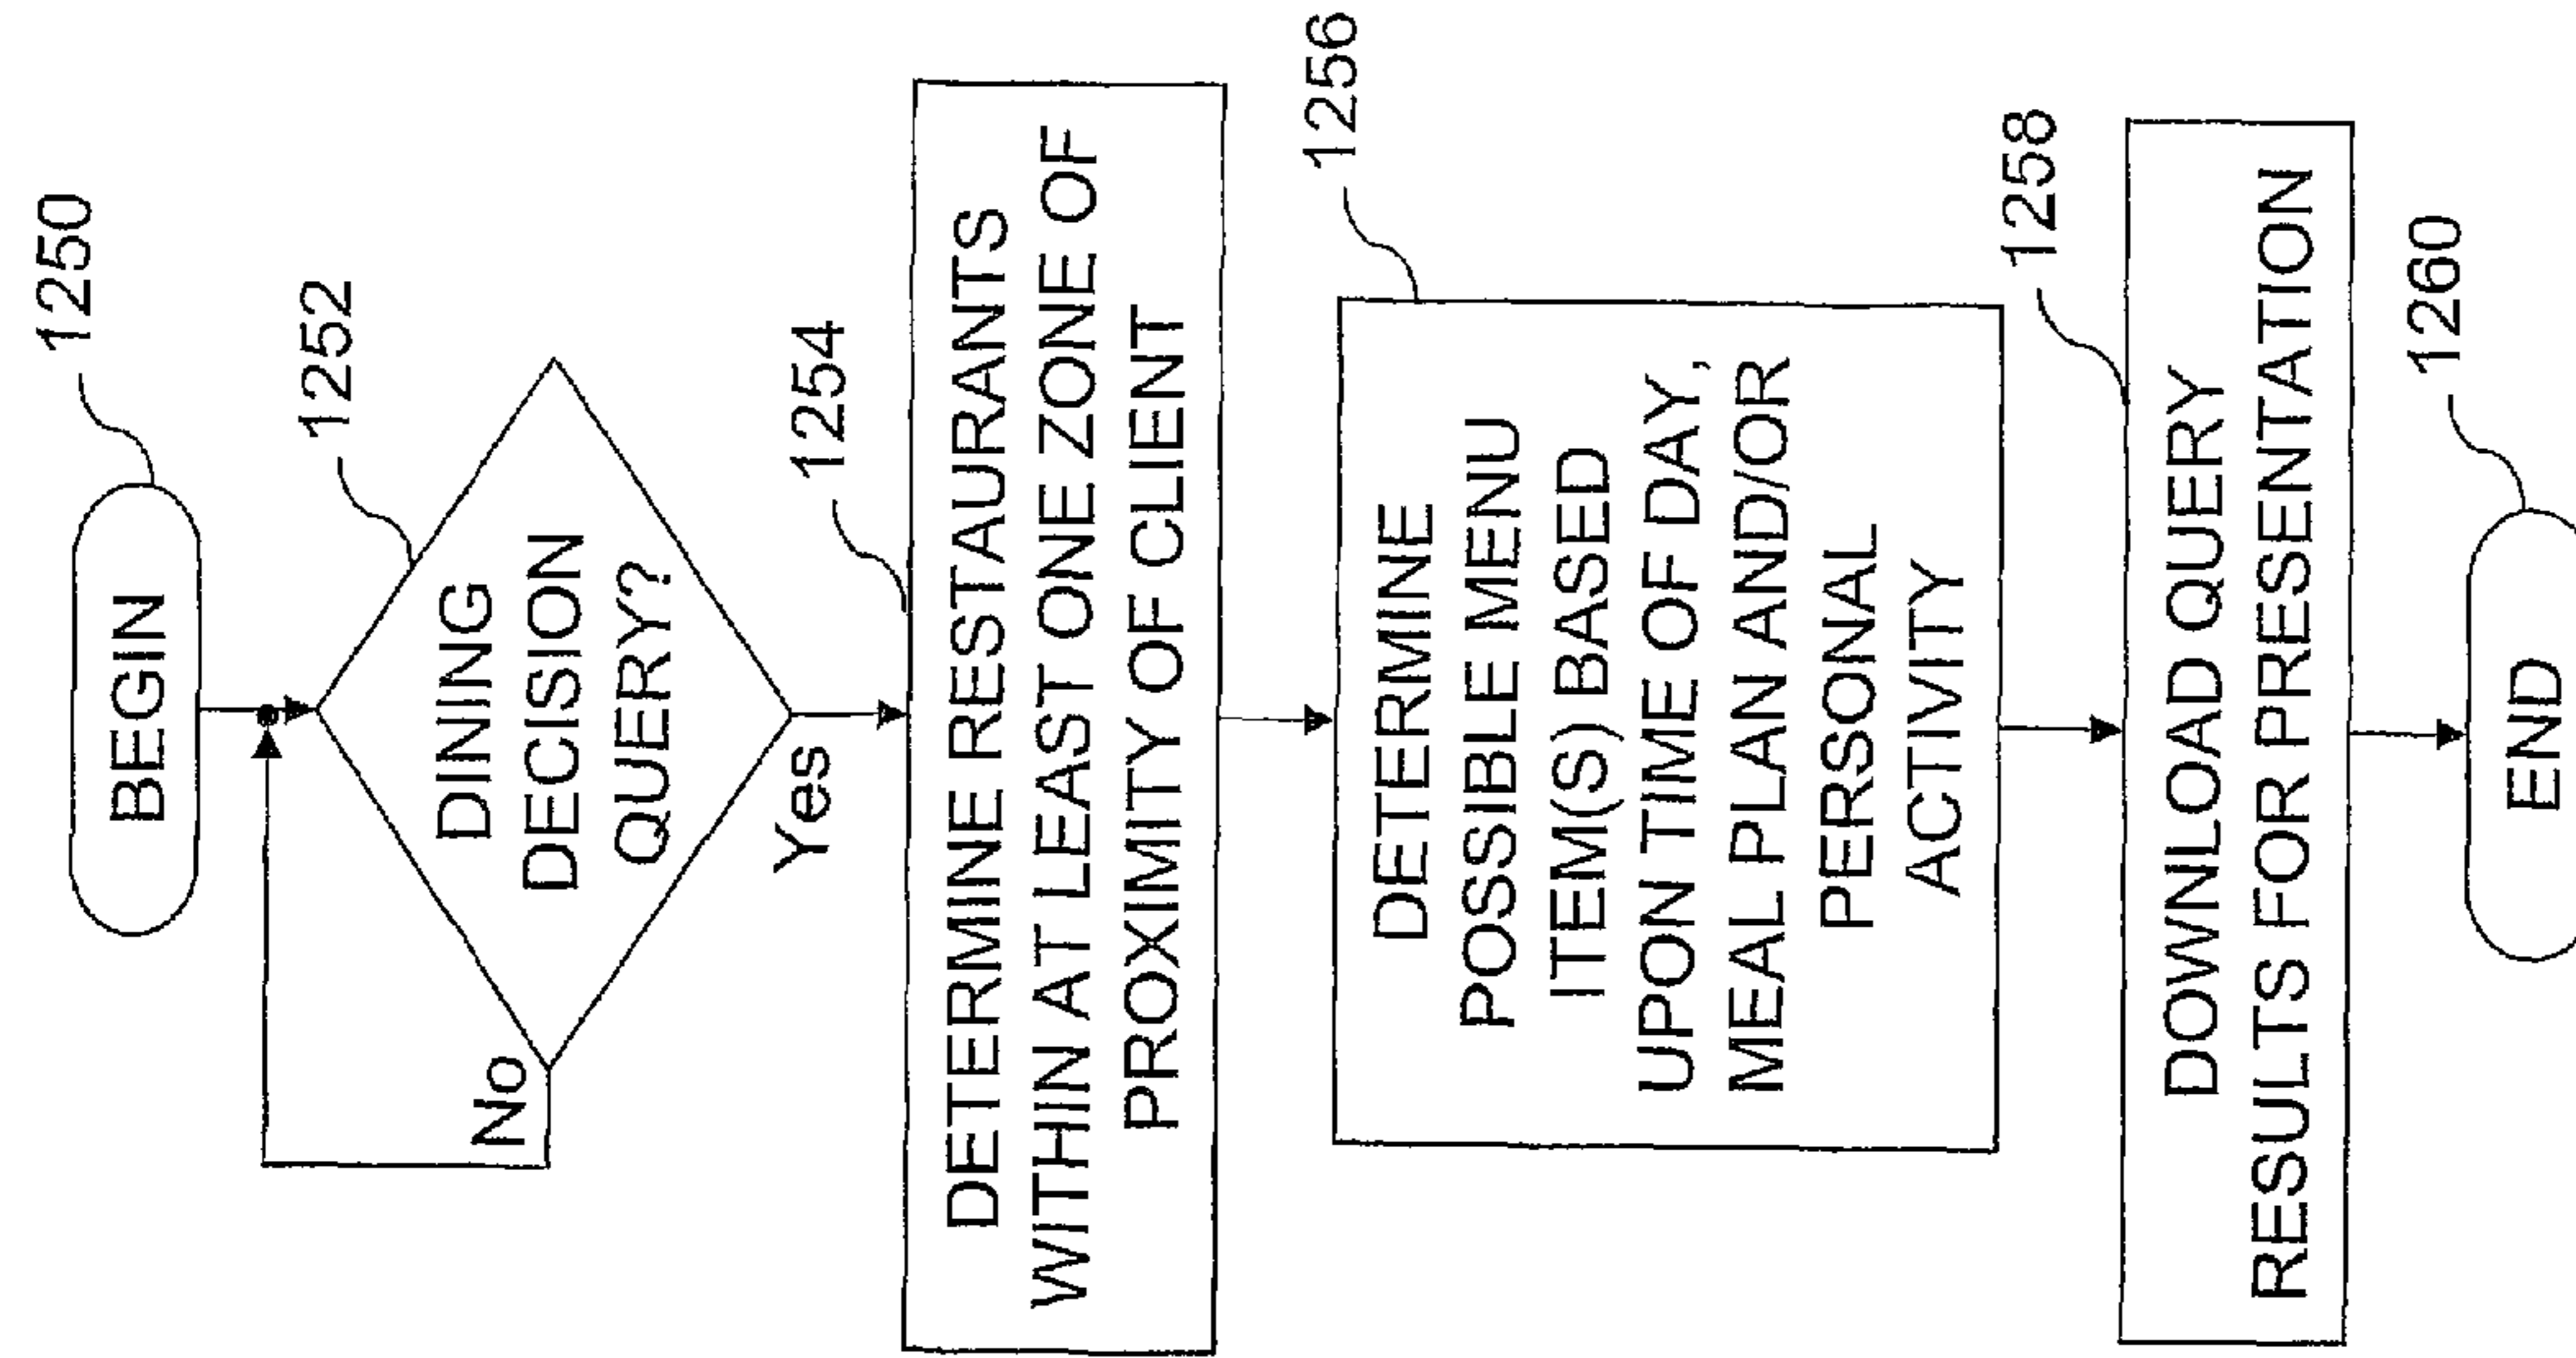 1250
BEGIN
1252
DINING
DECISION
QUERY?
No
Yes
1254
DETERMINE RESTAURANTS
WITHIN AT LEAST ONE ZONE OF
PROXIMITY OF CLIENT
1256
DETERMINE
POSSIBLE MENU
ITEM(S) BASED
UPON TIME OF DAY,
MEAL PLAN AND/OR
PERSONAL
ACTIVITY
1258
DOWNLOAD QUERY
RESULTS FOR PRESENTATION
1260
END